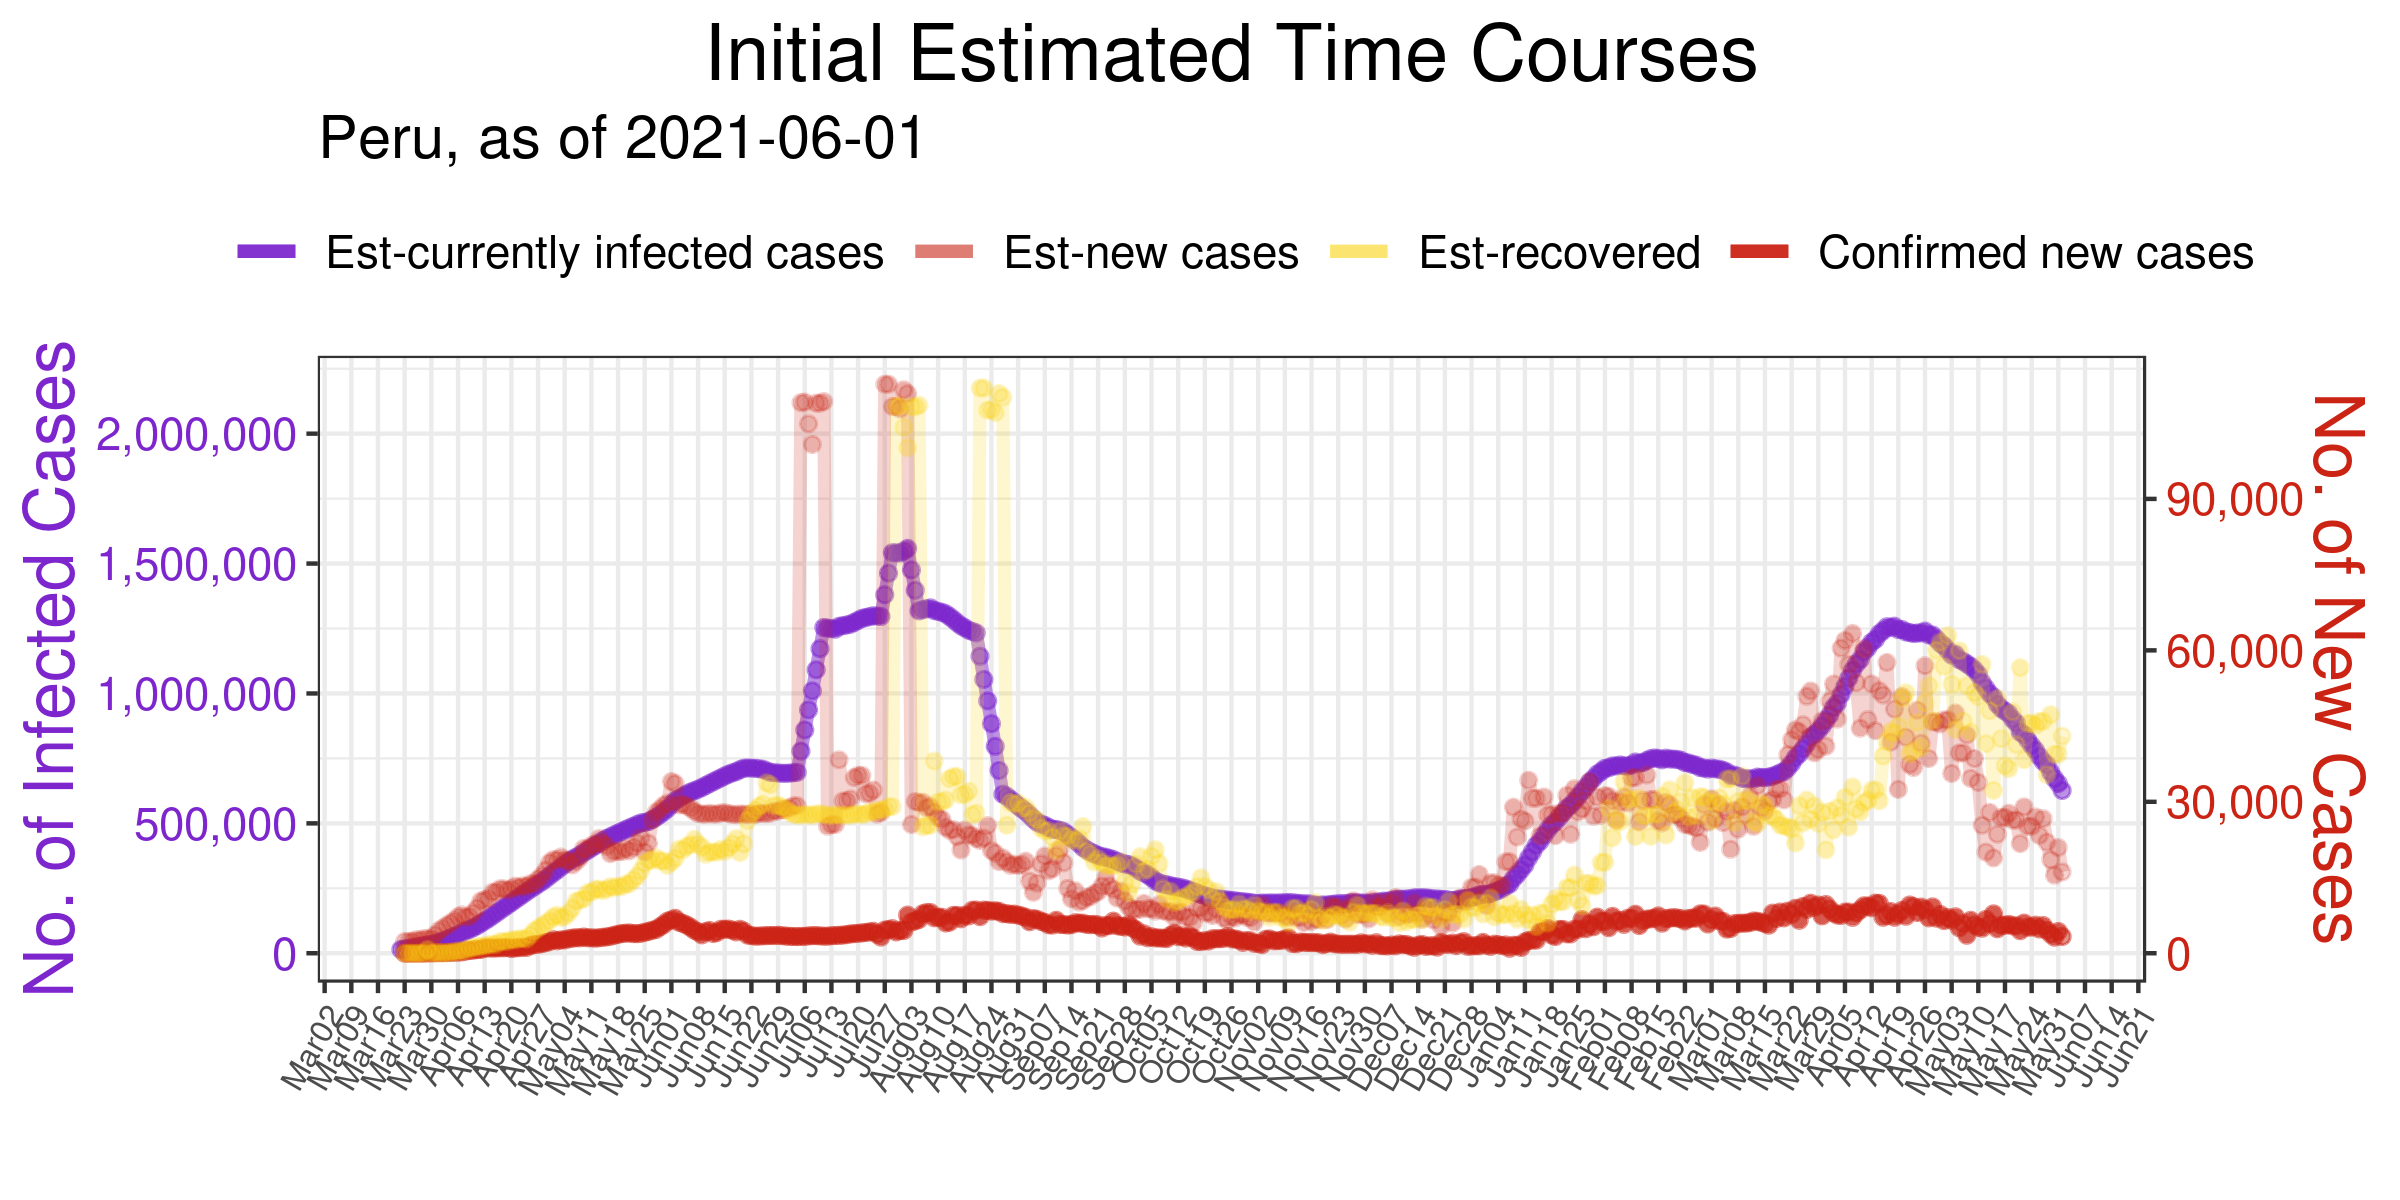 Initial Estimated Time Courses
Peru, as of 2021-06-01
Est-currently infected cases Est-new cases Est-recovered Confirmed new cases
No. of Infected Cases
2,000,000
1,500,000
1,000,000
500,000
0
No. of New Cases
90,000
60,000
30,000
0
Mar02 Mar09 Mar16 Mar23 Mar30 Apr06 Apr13 Apr20 Apr27 May04 May11 May18 May25 Jun01 Jun08 Jun15 Jun22 Jun29 Jul06 Jul13 Jul20 Jul27 Aug03 Aug10 Aug17 Aug24 Aug31 Sep07 Sep14 Sep21 Sep28 Oct05 Oct12 Oct19 Oct26 Nov02 Nov09 Nov16 Nov23 Nov30 Dec07 Dec14 Dec21 Dec28 Jan04 Jan11 Jan18 Jan25 Feb01 Feb08 Feb15 Feb22 Mar01 Mar08 Mar15 Mar22 Mar29 Apr05 Apr12 Apr19 Apr26 May03 May10 May17 May24 May31 Jun07 Jun14 Jun21